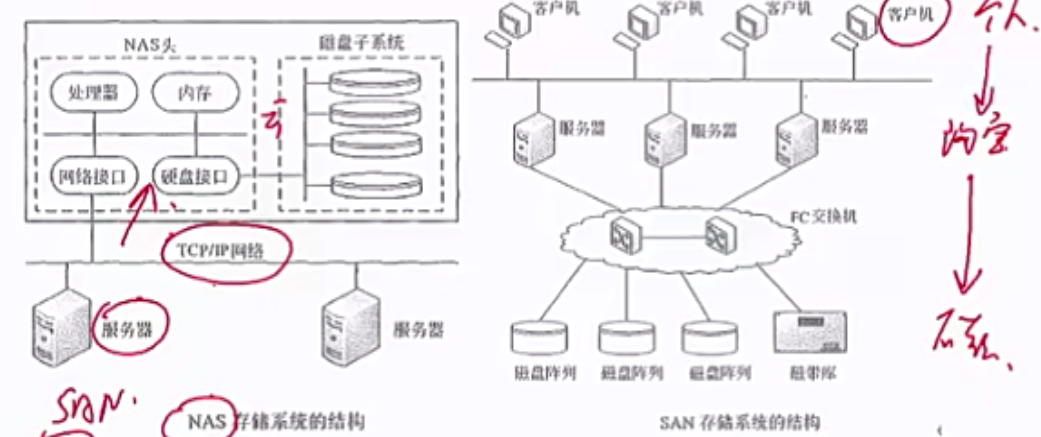 NAS头
磁盘子系统
处理器
内存
网络接口
硬盘接口
TCP/IP网络
服务器
服务器
SAN.
NAS 存储系统的结构
客户机
客户机
客户机
客户机
个人.
服务器
服务器
服务器
FC交换机
磁盘阵列
磁盘阵列
磁盘阵列
磁带库
SAN 存储系统的结构